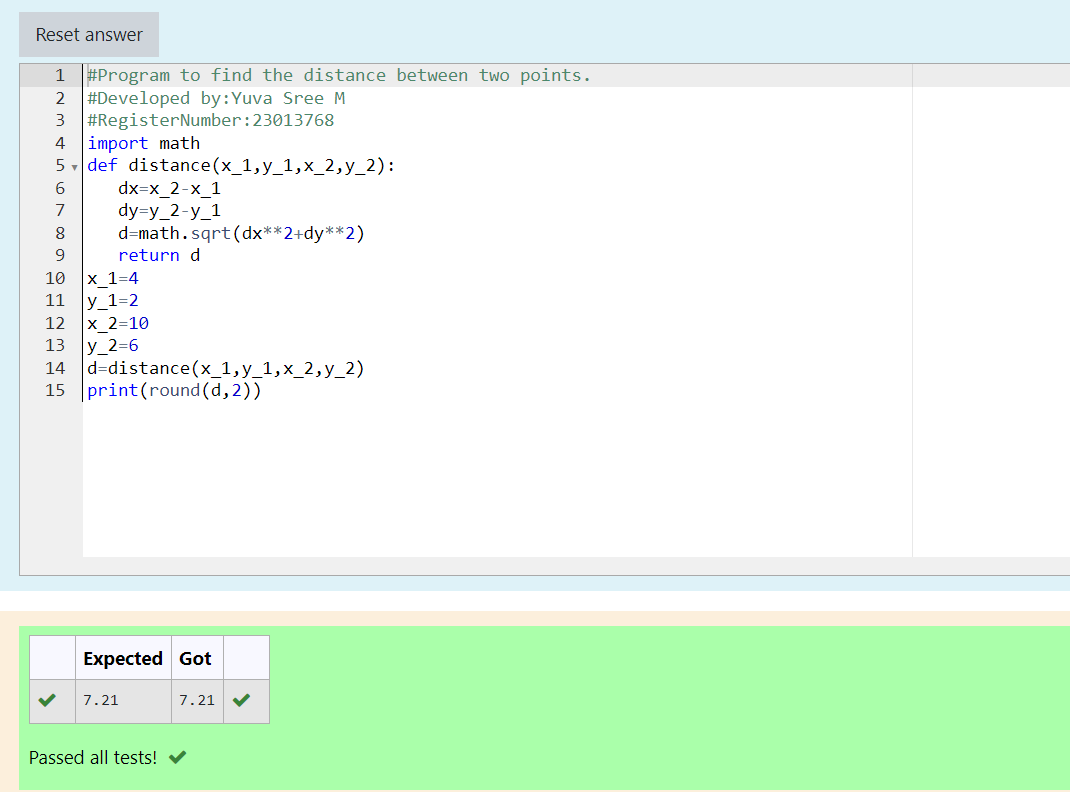 Reset answer
1 #Program to find the distance between two points.
2 #Developed by:Yuva Sree M
3 #RegisterNumber:23013768
4 import math
5 def distance(x_1,y_1,x_2,y_2):
6    dx=x_2-x_1
7    dy=y_2-y_1
8    d=math.sqrt(dx**2+dy**2)
9    return d
10 x_1=4
11 y_1=2
12 x_2=10
13 y_2=6
14 d=distance(x_1,y_1,x_2,y_2)
15 print(round(d,2))
Expected Got
7.21 7.21
Passed all tests!